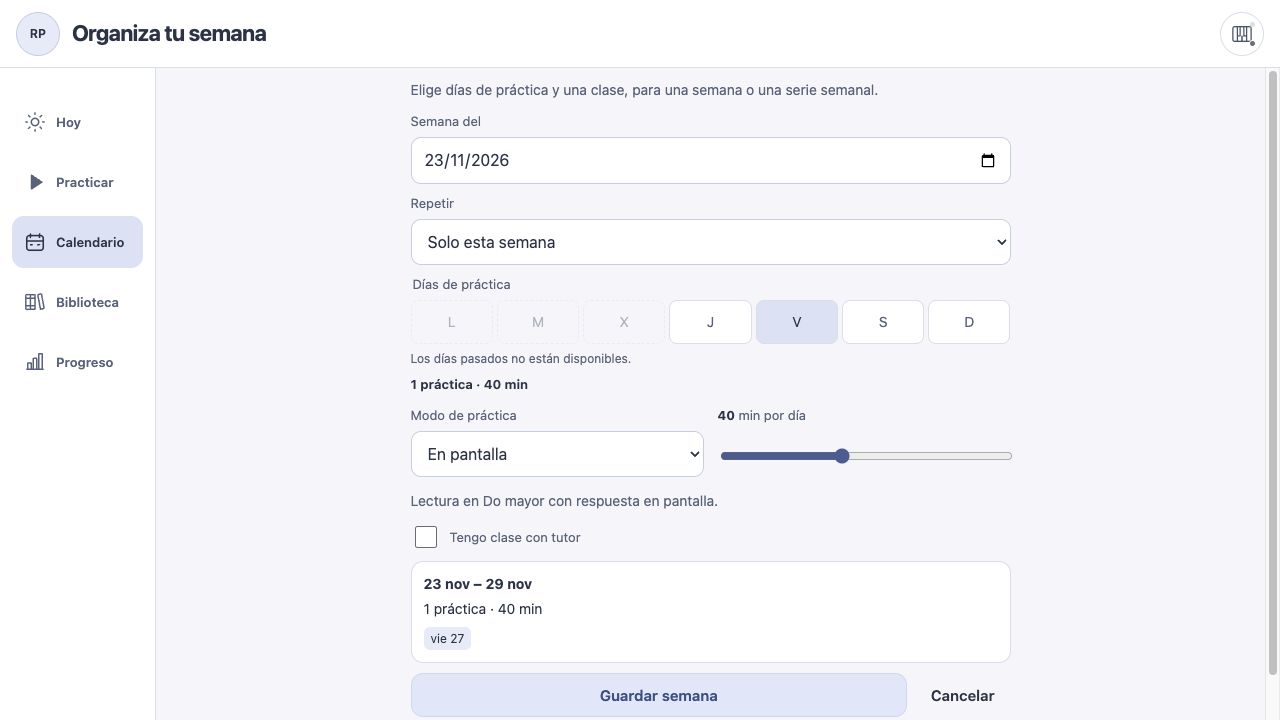 RP
Organiza tu semana
Hoy
Practicar
Calendario
Biblioteca
Progreso
Elige días de práctica y una clase, para una semana o una serie semanal.
Semana del
23/11/2026
Repetir
Solo esta semana
Días de práctica
L M X J V S D
Los días pasados no están disponibles.
1 práctica · 40 min
Modo de práctica
40 min por día
En pantalla
Lectura en Do mayor con respuesta en pantalla.
Tengo clase con tutor
23 nov – 29 nov
1 práctica · 40 min
vie 27
Guardar semana
Cancelar